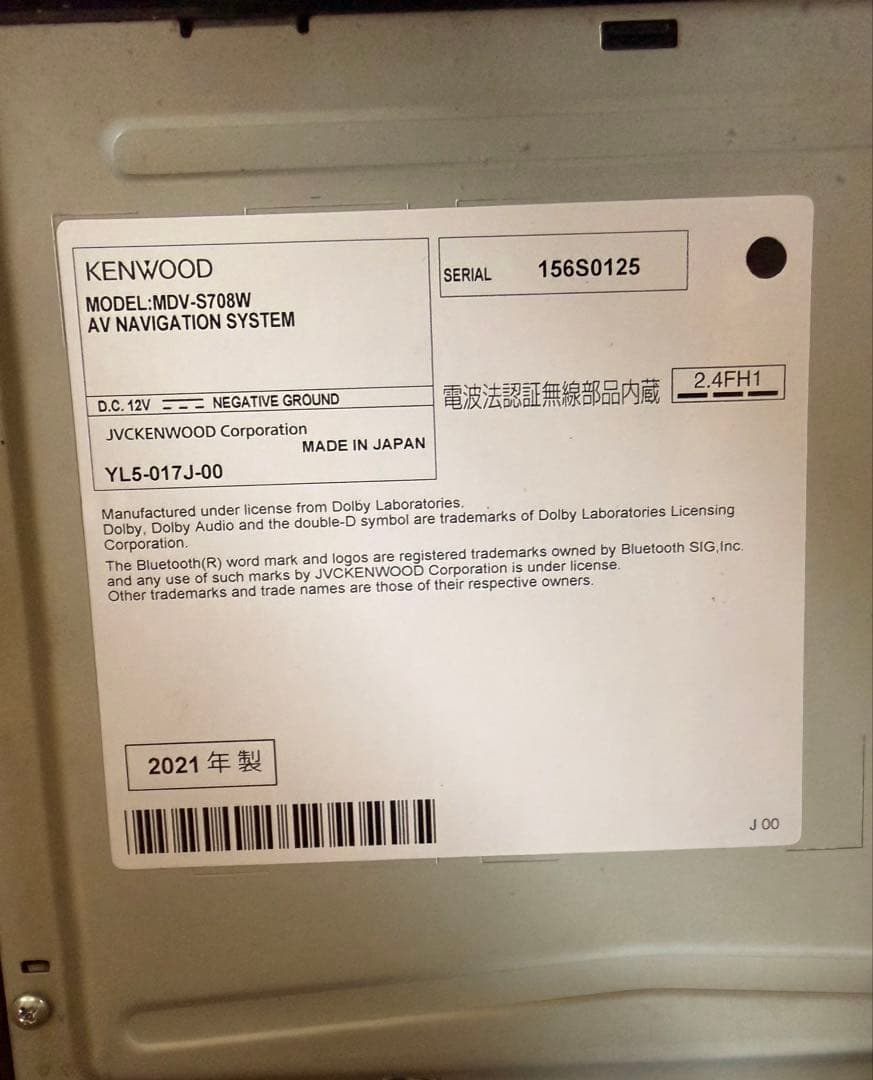 KENWOOD
MODEL:MDV-S708W
AV NAVIGATION SYSTEM
SERIAL 156S0125
D.C. 12V NEGATIVE GROUND
電波法認証無線部品内蔵 2.4FH1
JVCKENWOOD Corporation
MADE IN JAPAN
YL5-017J-00
Manufactured under license from Dolby Laboratories.
Dolby, Dolby Audio and the double-D symbol are trademarks of Dolby Laboratories Licensing
Corporation.
The Bluetooth(R) word mark and logos are registered trademarks owned by Bluetooth SIG,Inc.
and any use of such marks by JVCKENWOOD Corporation is under license.
Other trademarks and trade names are those of their respective owners.
2021 年 製
J 00